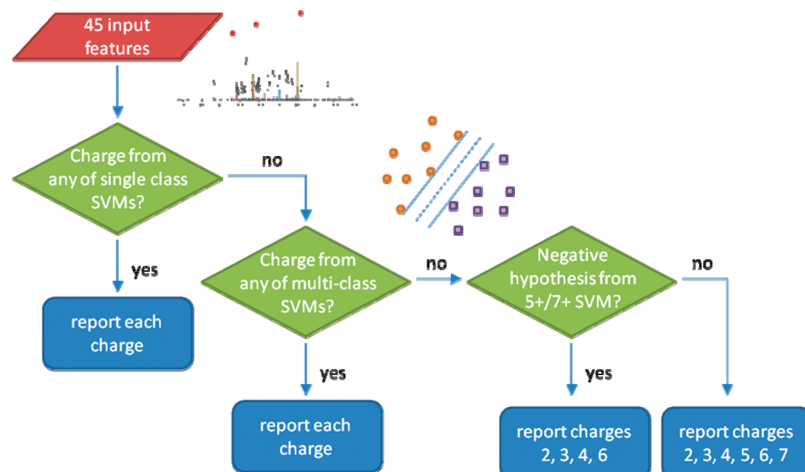 45 input
features
Charge from
any of single class
SVMs?
no
yes
report each
charge
Charge from
any of multi-class
SVMs?
no
yes
report each
charge
Negative
hypothesis from
5+/7+ SVM?
no
yes
report charges
2, 3, 4, 6
report charges
2, 3, 4, 5, 6, 7